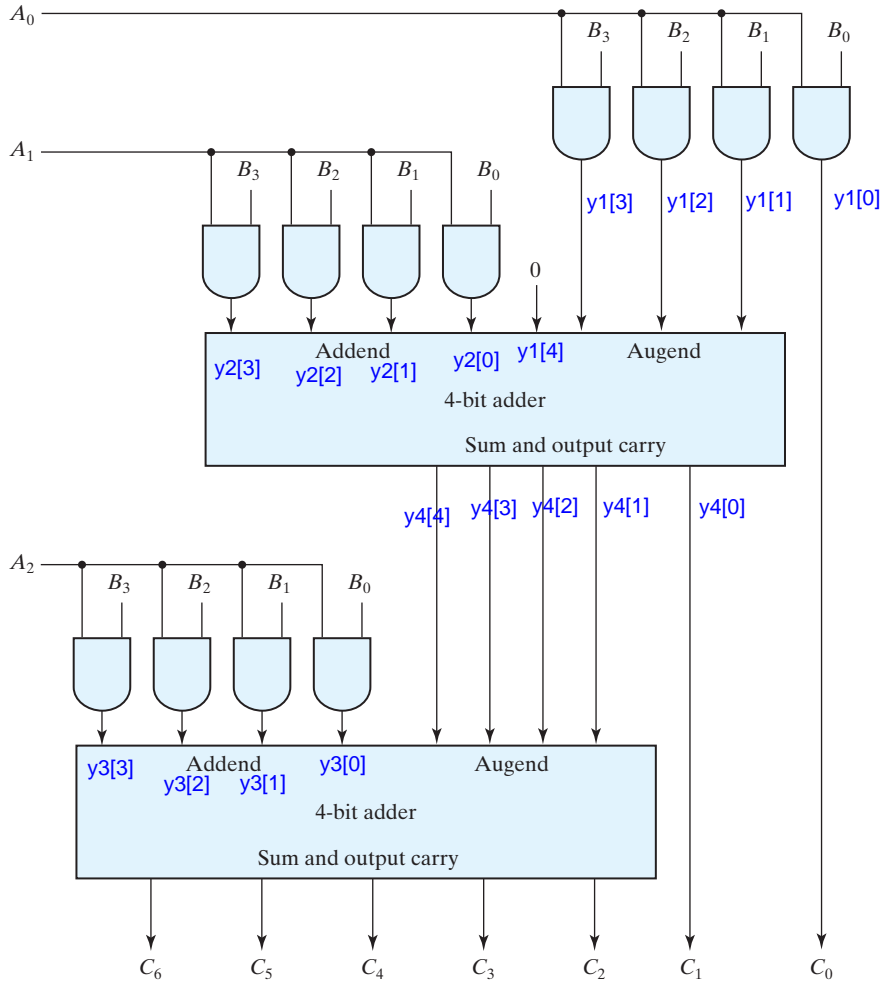 A₀
B₃ B₂ B₁ B₀
A₁
B₃ B₂ B₁ B₀
y1[3] y1[2] y1[1] y1[0]
0
Addend Augend
y2[3] y2[2] y2[1] y2[0] y1[4]
4-bit adder
Sum and output carry
y4[4] y4[3] y4[2] y4[1] y4[0]
A₂
B₃ B₂ B₁ B₀
Addend Augend
y3[3] y3[2] y3[1] y3[0]
4-bit adder
Sum and output carry
C₆ C₅ C₄ C₃ C₂ C₁ C₀